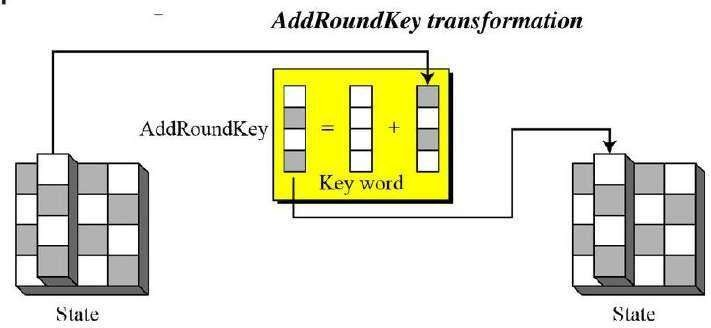 AddRoundKey transformation
AddRoundKey
=
+
Key word
State
State